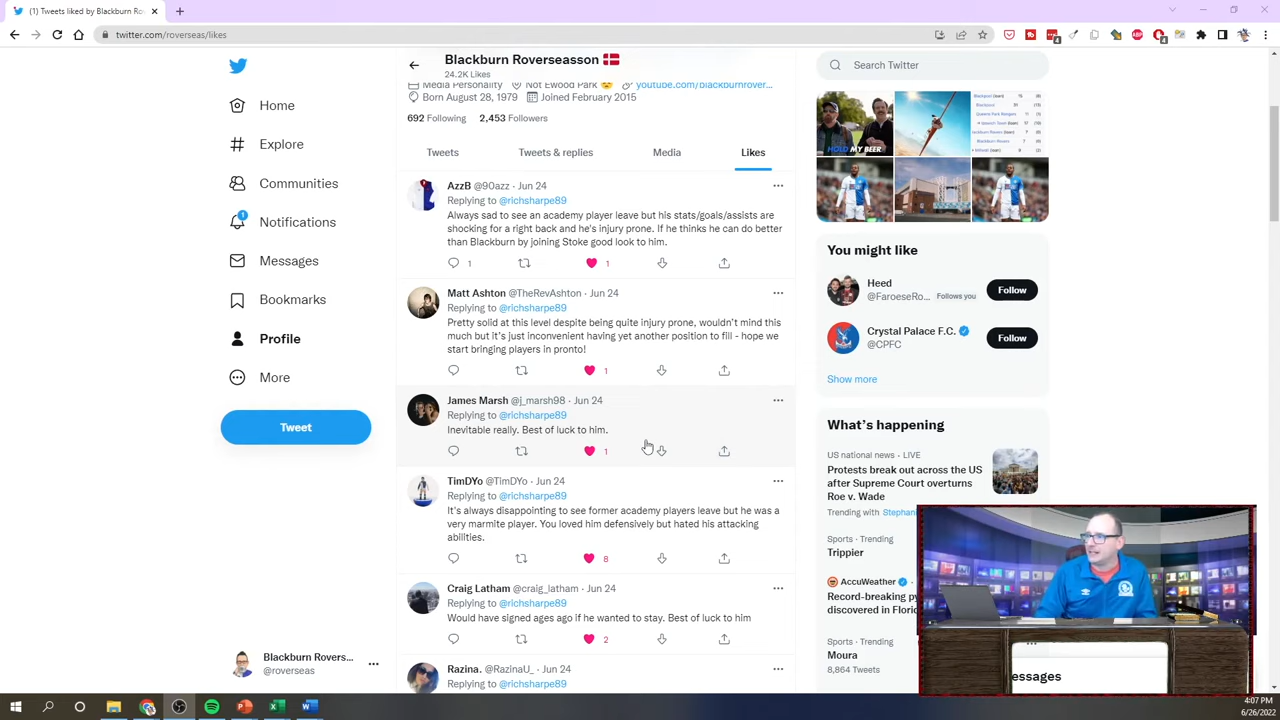 (1) Tweets liked by Blackburn Ro
twitter.com/roverseas/likes
Blackburn Roverseasson
24.2K Likes
Media Personality Not Ewood Park youtube.com/blackburnrover...
Born August 28, 1979 Joined February 2015
692 Following 2,453 Followers
Tweets Tweets & replies Media Likes
Home
Explore
Communities
1
Notifications
Messages
Bookmarks
Profile
More
Tweet
AzzB @90azz · Jun 24
Replying to @richsharpe89
Always sad to see an academy player leave but his stats/goals/assists are
shocking for a right back and he's injury prone. If he thinks he can do better
than Blackburn by joining Stoke good look to him.
1 1
Matt Ashton @TheRevAshton · Jun 24
Replying to @richsharpe89
Pretty solid at this level despite being quite injury prone, wouldn't mind this
much but it's just inconvenient having yet another position to fill - hope we
start bringing players in pronto!
1
James Marsh @j_marsh98 · Jun 24
Replying to @richsharpe89
Inevitable really. Best of luck to him.
1
TimDYo @TimDYo · Jun 24
Replying to @richsharpe89
It's always disappointing to see former academy players leave but he was a
very marmite player. You loved him defensively but hated his attacking
abilities.
8
Craig Latham @craig_latham · Jun 24
Replying to @richsharpe89
Would have signed ages ago if he wanted to stay. Best of luck to him
2
Razina, @RazinaU_ · Jun 24
Replying to @richsharpe89
Blackburn Rovers...
@roverseas
Search Twitter
HOLD MY BEER
You might like
Heed
@FaroeseRo... Follows you
Follow
Crystal Palace F.C.
@CPFC
Follow
Show more
What's happening
US national news · LIVE
Protests break out across the US
after Supreme Court overturns
Roe v. Wade
Trending with Stephan
Sports · Trending
Trippier
AccuWeather
Record-breaking py
discovered in Floric
Sports · Trending
Moura
8,864 Tweets
essages
4:07 PM
6/26/2022